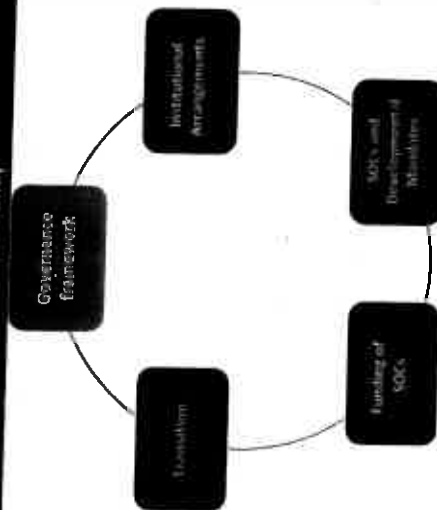 Governance
framework
Institutional
Arrangements
SOCs and
Developmental
Mandates
Funding of
SOCs
Transition